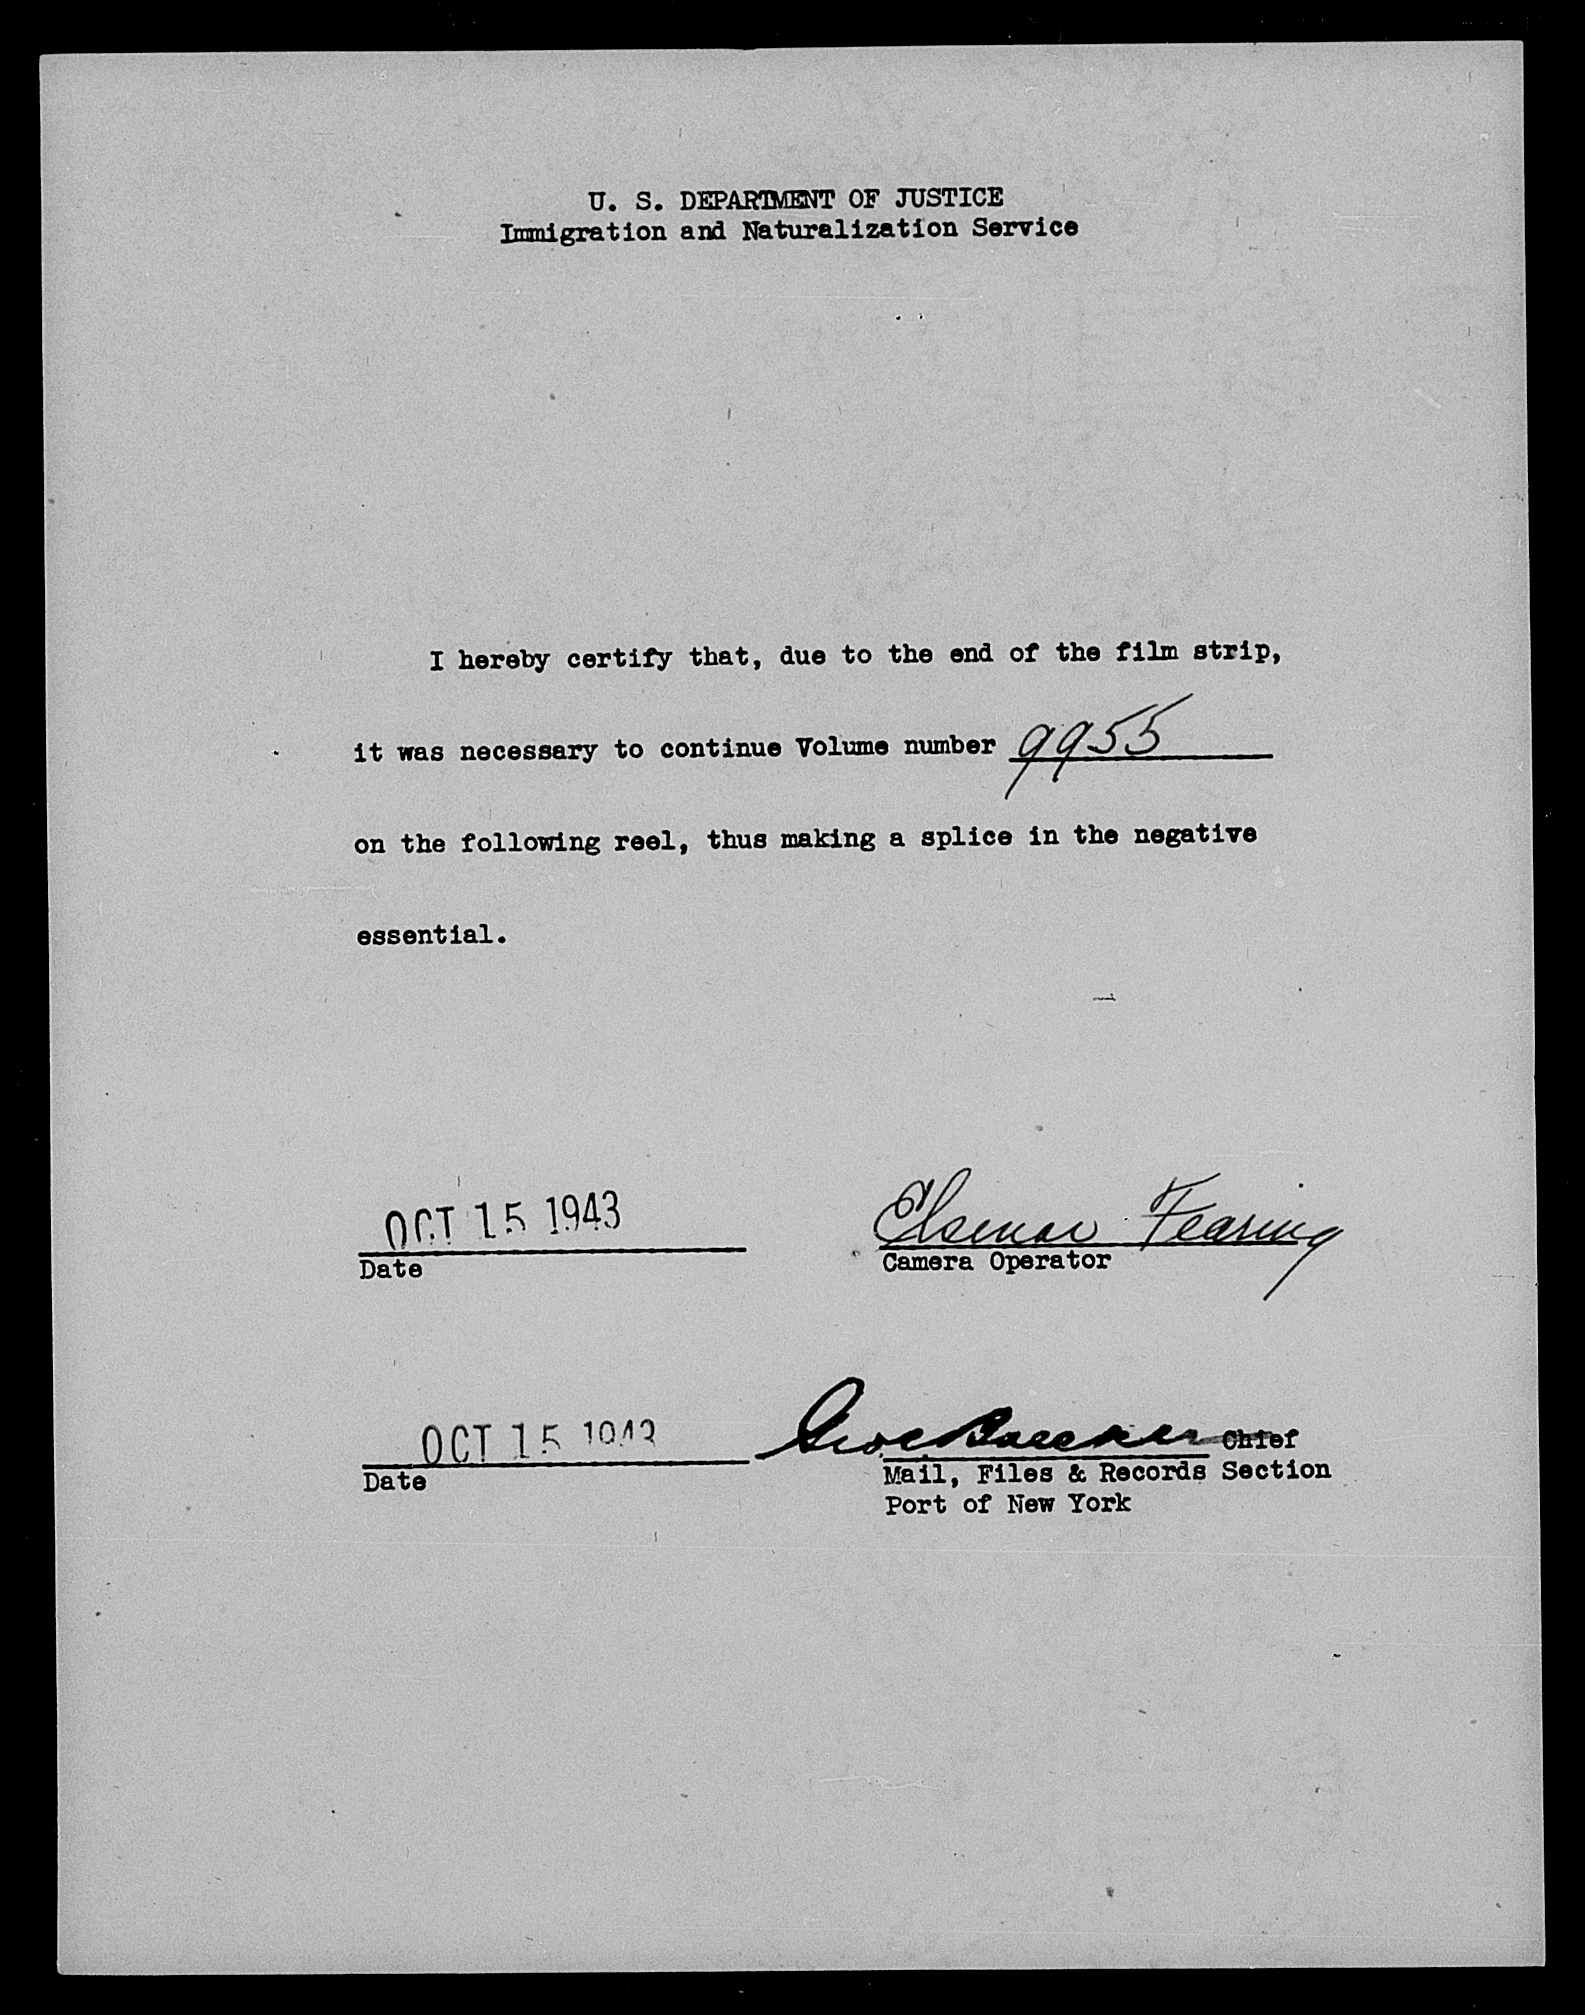 U. S. DEPARTMENT OF JUSTICE
Immigration and Naturalization Service
I hereby certify that, due to the end of the film strip,
it was necessary to continue Volume number 9955
on the following reel, thus making a splice in the negative
essential.
OCT 15 1943
Fearing
Date
Camera Operator
OCT 15 1943
Chief
Date
Mail, Files & Records Section
Port of New York